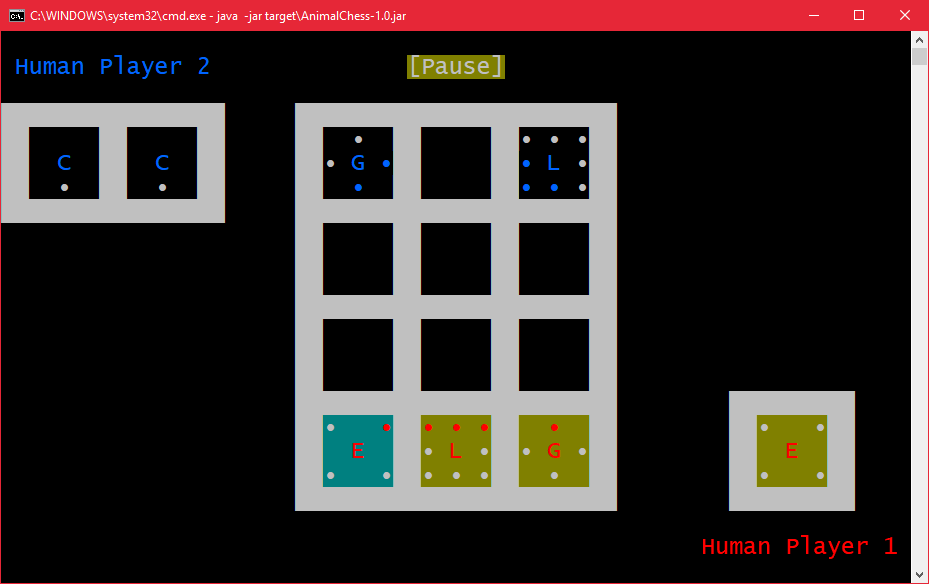 C:\WINDOWS\system32\cmd.exe - java  -jar target\AnimalChess-1.0.jar
Human Player 2 [Pause]
C C G L
E L G E
Human Player 1